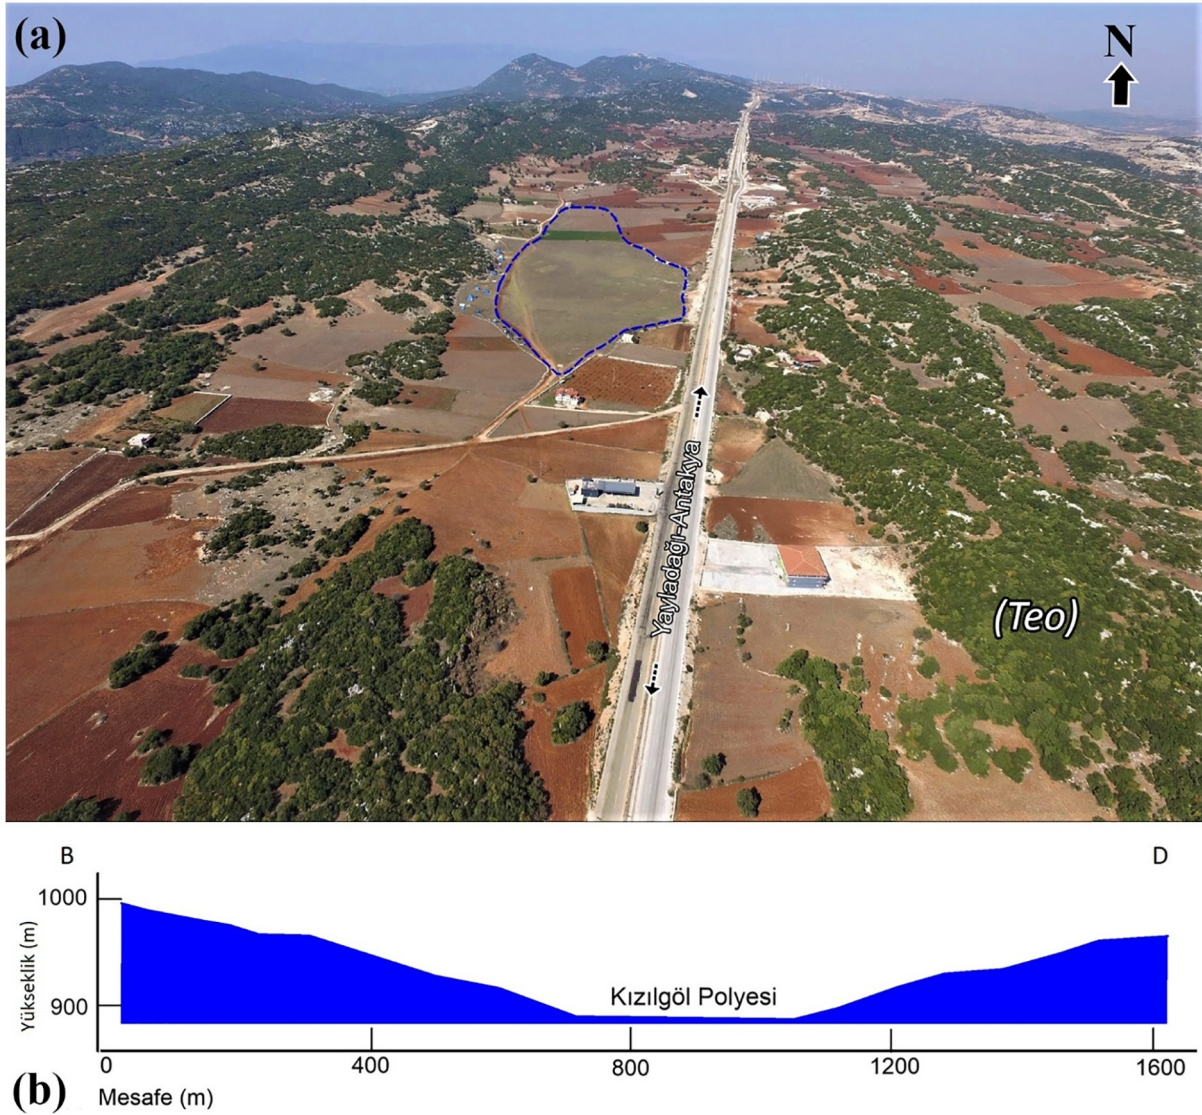 (a)
N
Yayladağı-Antakya
(Teo)
B
D
1000
900
Yükseklik (m)
Kızılgöl Polyesi
0
400
800
1200
1600
(b)
Mesafe (m)